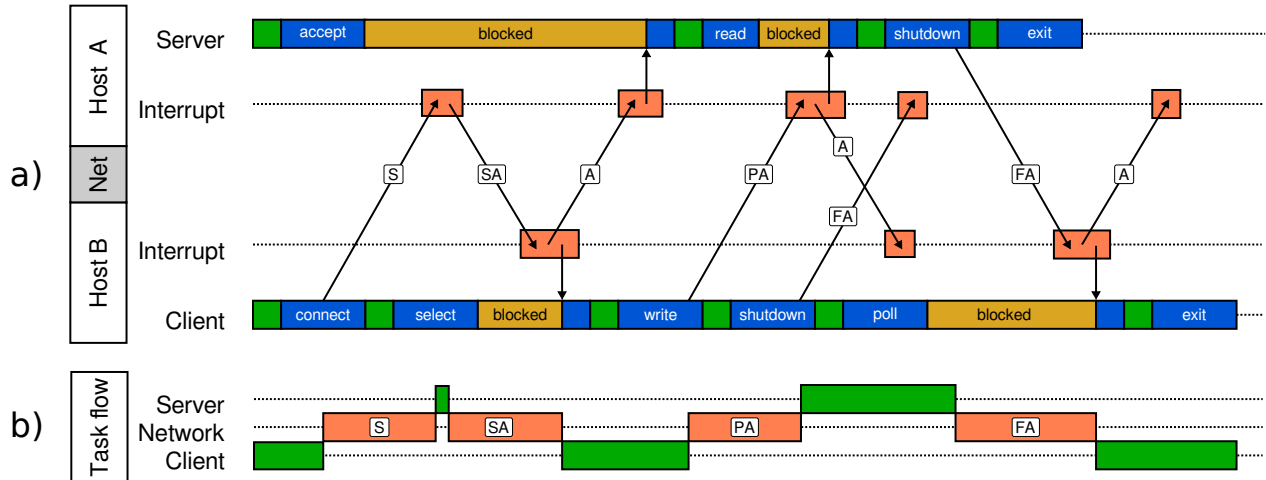 a)
Host A
Net
Host B
Server
accept
blocked
read
blocked
shutdown
exit
Interrupt
S
SA
A
PA
A
FA
FA
A
Interrupt
Client
connect
select
blocked
write
shutdown
poll
blocked
exit
b)
Task flow
Server
Network
S
SA
PA
FA
Client